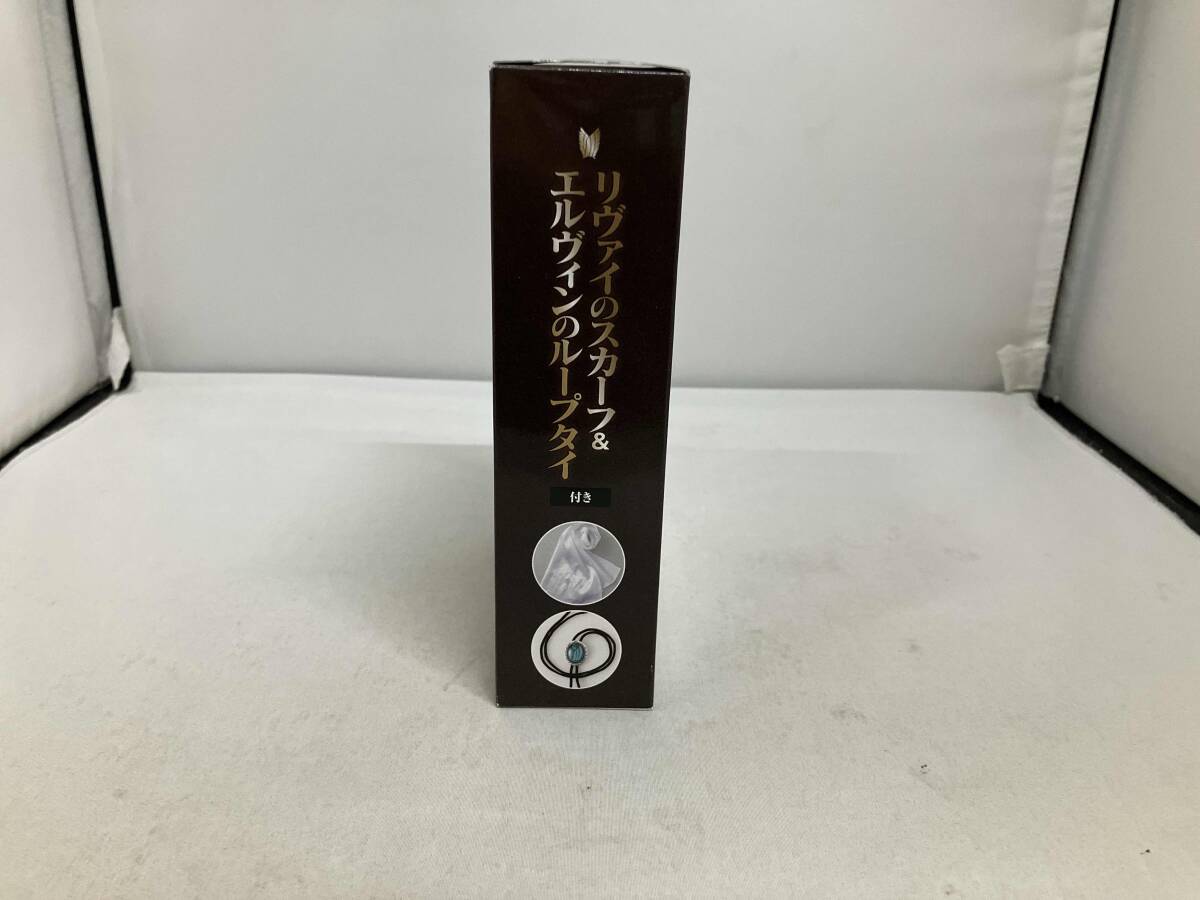 リヴァイのスカーフ&
エルヴィンのループタイ
付き